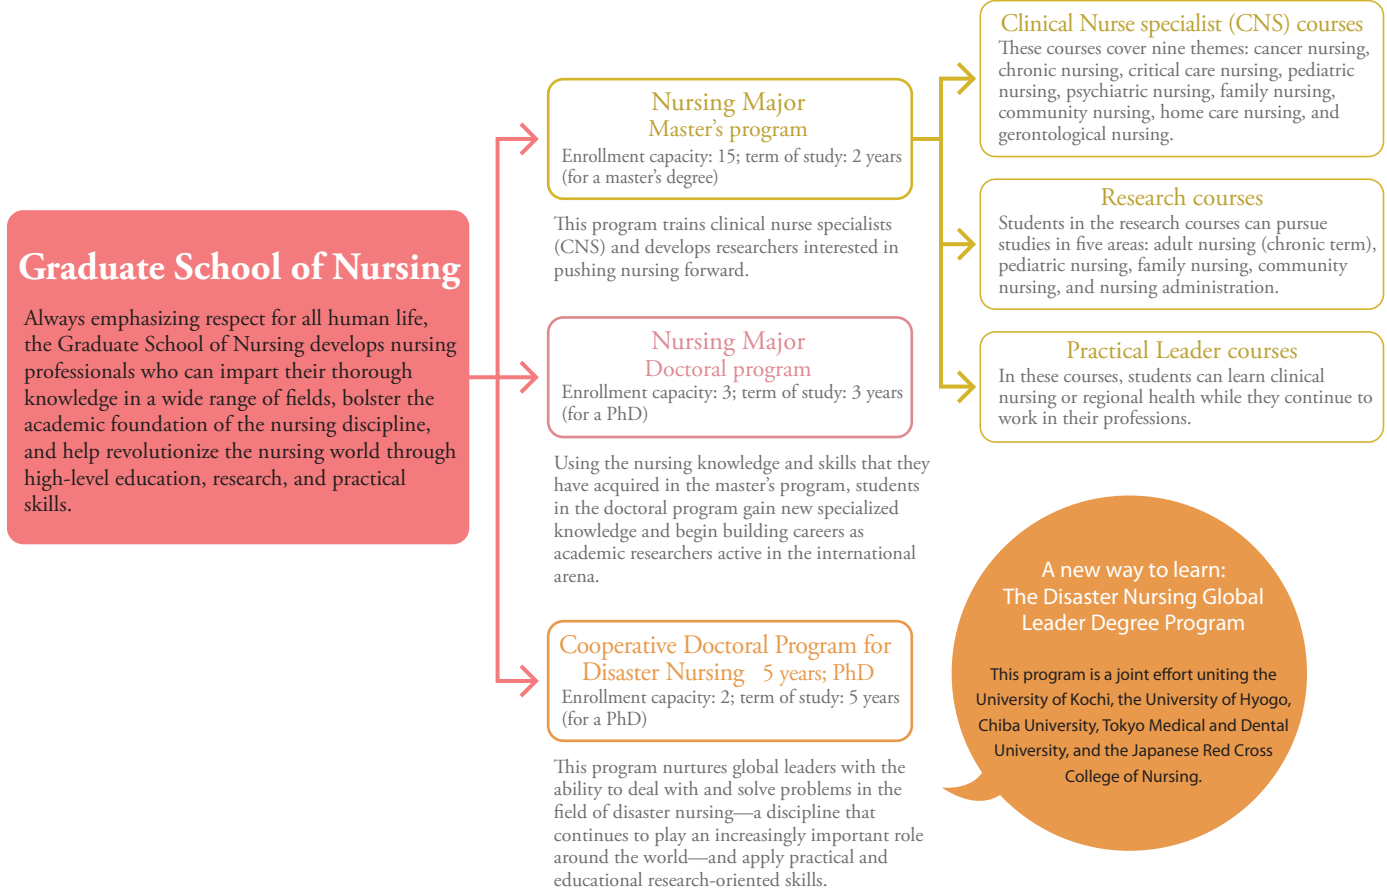 Graduate School of Nursing
Always emphasizing respect for all human life,
the Graduate School of Nursing develops nursing
professionals who can impart their thorough
knowledge in a wide range of fields, bolster the
academic foundation of the nursing discipline,
and help revolutionize the nursing world through
high-level education, research, and practical
skills.
Nursing Major
Master's program
Enrollment capacity: 15; term of study: 2 years
(for a master's degree)
This program trains clinical nurse specialists
(CNS) and develops researchers interested in
pushing nursing forward.
Nursing Major
Doctoral program
Enrollment capacity: 3; term of study: 3 years
(for a PhD)
Using the nursing knowledge and skills that they
have acquired in the master's program, students
in the doctoral program gain new specialized
knowledge and begin building careers as
academic researchers active in the international
arena.
Cooperative Doctoral Program for
Disaster Nursing 5 years; PhD
Enrollment capacity: 2; term of study: 5 years
(for a PhD)
This program nurtures global leaders with the
ability to deal with and solve problems in the
field of disaster nursing—a discipline that
continues to play an increasingly important role
around the world—and apply practical and
educational research-oriented skills.
Clinical Nurse specialist (CNS) courses
These courses cover nine themes: cancer nursing,
chronic nursing, critical care nursing, pediatric
nursing, psychiatric nursing, family nursing,
community nursing, home care nursing, and
gerontological nursing.
Research courses
Students in the research courses can pursue
studies in five areas: adult nursing (chronic term),
pediatric nursing, family nursing, community
nursing, and nursing administration.
Practical Leader courses
In these courses, students can learn clinical
nursing or regional health while they continue to
work in their professions.
A new way to learn:
The Disaster Nursing Global
Leader Degree Program
This program is a joint effort uniting the
University of Kochi, the University of Hyogo,
Chiba University, Tokyo Medical and Dental
University, and the Japanese Red Cross
College of Nursing.